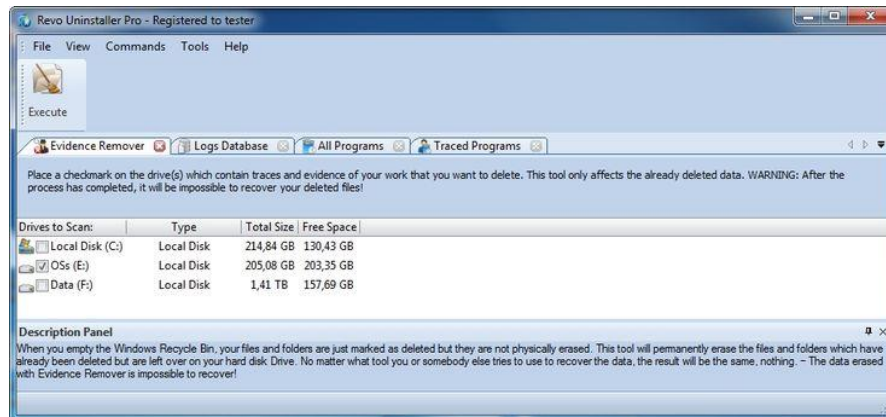 Revo Uninstaller Pro - Registered to tester
File View Commands Tools Help
Execute
Evidence Remover Logs Database All Programs Traced Programs
Place a checkmark on the drive(s) which contain traces and evidence of your work that you want to delete. This tool only affects the already deleted data. WARNING: After the
process has completed, it will be impossible to recover your deleted files!
Drives to Scan: Type Total Size Free Space
Local Disk (C:) Local Disk 214,84 GB 130,43 GB
OSs (E:) Local Disk 205,08 GB 203,35 GB
Data (F:) Local Disk 1,41 TB 157,69 GB
Description Panel
When you empty the Windows Recycle Bin, your files and folders are just marked as deleted but they are not physically erased. This tool will permanently erase the files and folders which have
already been deleted but are left over on your hard disk Drive. No matter what tool you or somebody else tries to use to recover the data, the result will be the same, nothing. – The data erased
with Evidence Remover is impossible to recover!